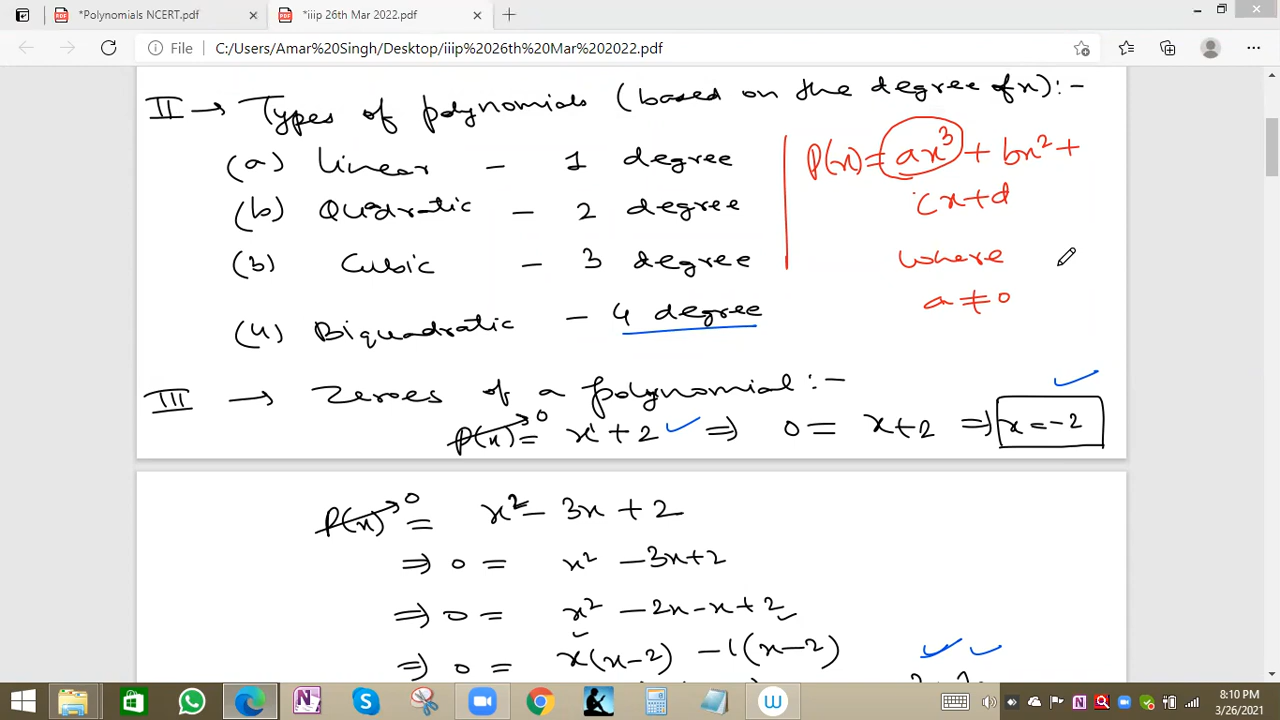 *Polynomials NCERT.pdf
*iiip 26th Mar 2022.pdf
File
C:/Users/Amar%20Singh/Desktop/iiip%2026th%20Mar%202022.pdf
II → Types of polynomials (based on the degree of x):-
(a) Linear - 1 degree
(b) Quadratic - 2 degree
(b) Cubic - 3 degree
(4) Biquadratic - 4 degree
P(x) = ax³ + bx² +
cx + d
where
a ≠ 0
III → Zeroes of a polynomial:-
P(x)→0 = x¹ + 2 ✓ ⇒ 0 = x+2 ⇒ x = -2 ✓
P(x)→0 = x² - 3x + 2
⇒ 0 = x² - 3x + 2
⇒ 0 = x² - 2x - x + 2
⇒ 0 = x(x-2) -1(x-2)
8:10 PM
3/26/2021